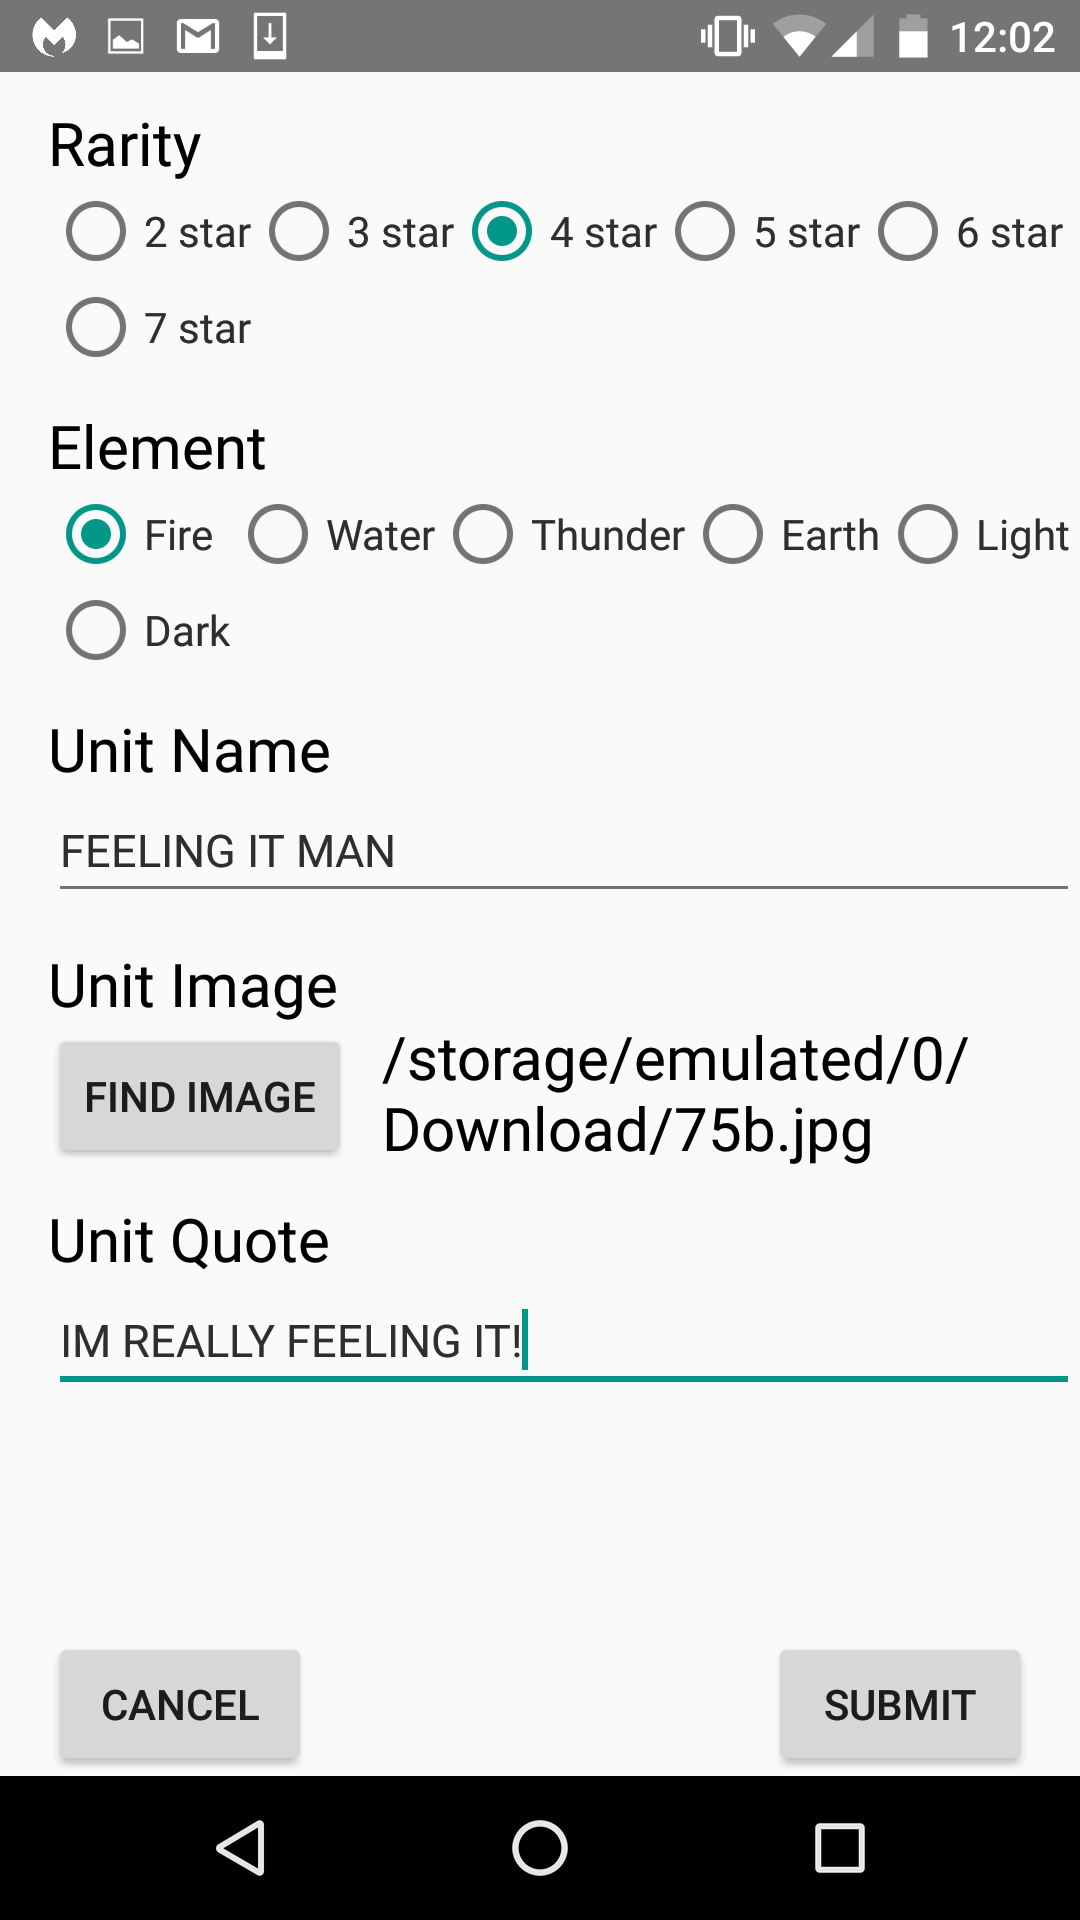 12:02
Rarity
2 star 3 star 4 star 5 star 6 star
7 star
Element
Fire Water Thunder Earth Light
Dark
Unit Name
FEELING IT MAN
Unit Image
FIND IMAGE
/storage/emulated/0/
Download/75b.jpg
Unit Quote
IM REALLY FEELING IT!
CANCEL SUBMIT